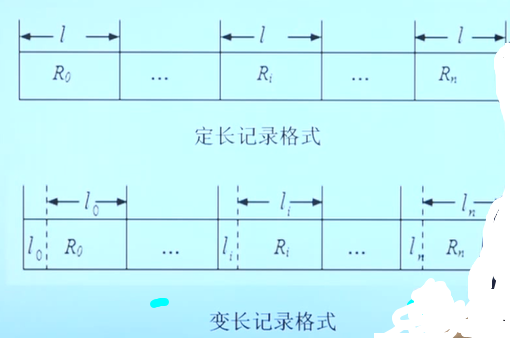 l l l
R₀ ... Rᵢ ... Rₙ
定长记录格式
l₀ lᵢ lₙ
l₀ R₀ ... lᵢ Rᵢ ... lₙ Rₙ
变长记录格式